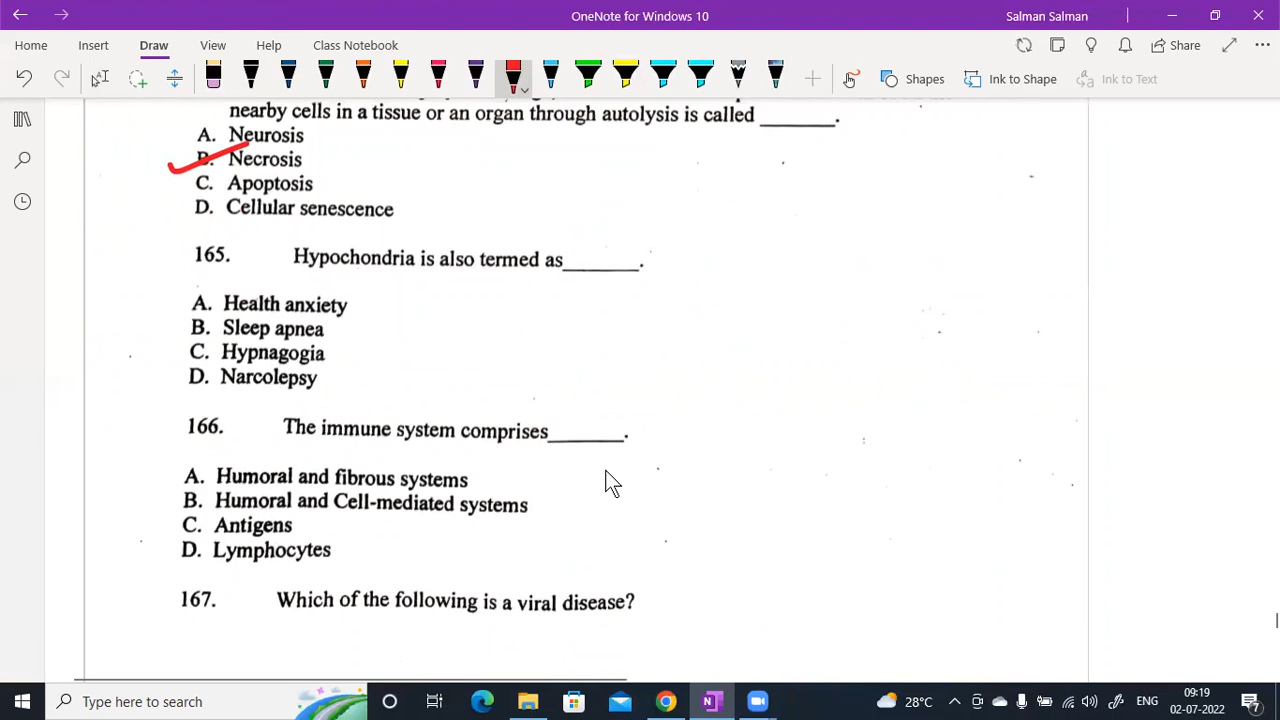 OneNote for Windows 10
Salman Salman
Home Insert Draw View Help Class Notebook
Share
Shapes
Ink to Shape
Ink to Text
nearby cells in a tissue or an organ through autolysis is called _______.
A. Neurosis
B. Necrosis
C. Apoptosis
D. Cellular senescence
165. Hypochondria is also termed as_______.
A. Health anxiety
B. Sleep apnea
C. Hypnagogia
D. Narcolepsy
166. The immune system comprises_______.
A. Humoral and fibrous systems
B. Humoral and Cell-mediated systems
C. Antigens
D. Lymphocytes
167. Which of the following is a viral disease?
Type here to search
28°C
ENG
09:19
02-07-2022
7